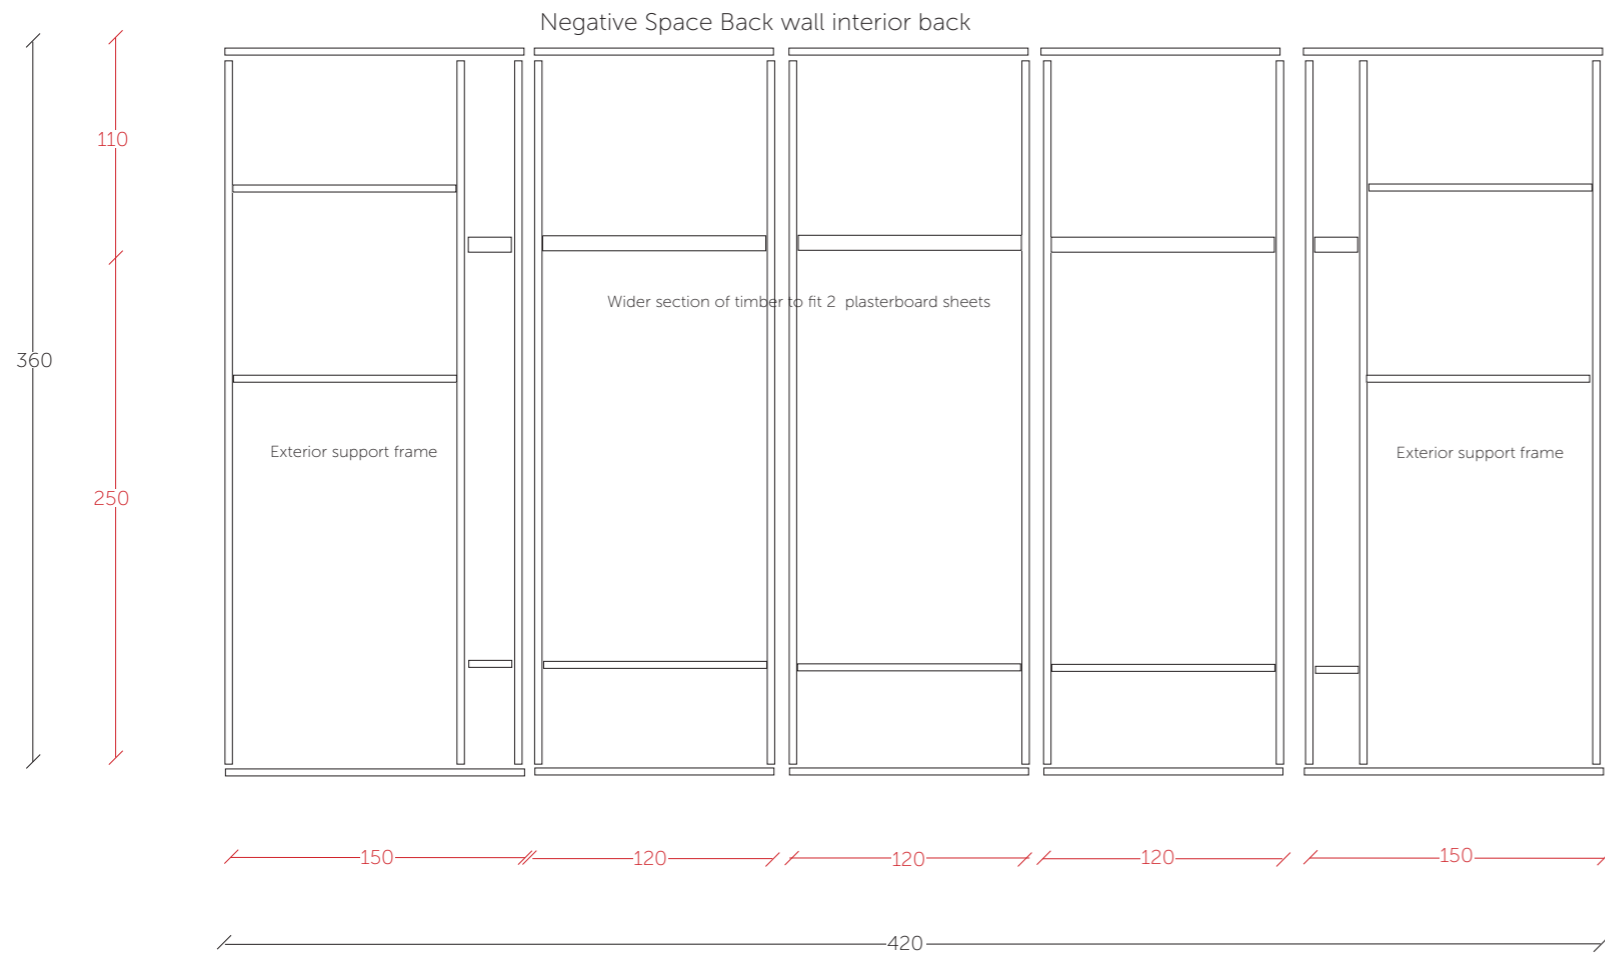 Negative Space Back wall interior back
110
Wider section of timber to fit 2 plasterboard sheets
360
Exterior support frame
Exterior support frame
250
150
120
120
120
150
420